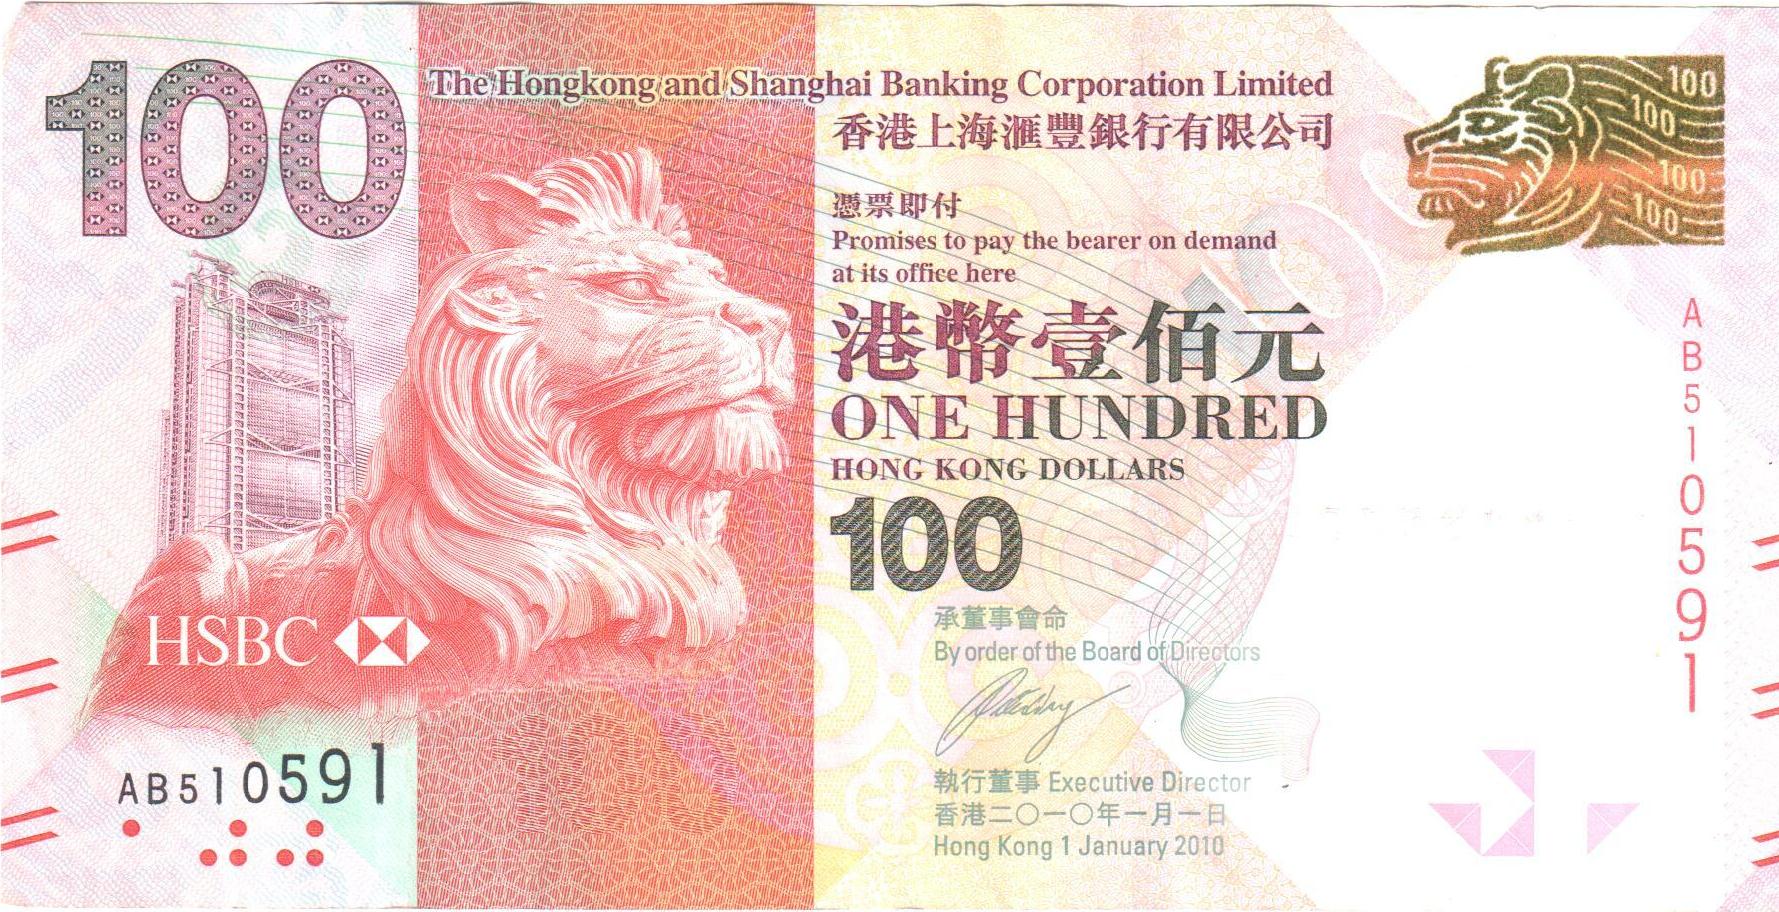 100
The Hongkong and Shanghai Banking Corporation Limited
香港上海滙豐銀行有限公司
憑票即付
Promises to pay the bearer on demand
at its office here
港幣壹佰元
ONE HUNDRED
HONG KONG DOLLARS
100
承董事會命
By order of the Board of Directors
執行董事 Executive Director
香港二〇一〇年一月一日
Hong Kong 1 January 2010
HSBC
AB510591
100
100
100
100
AB510591
100
100